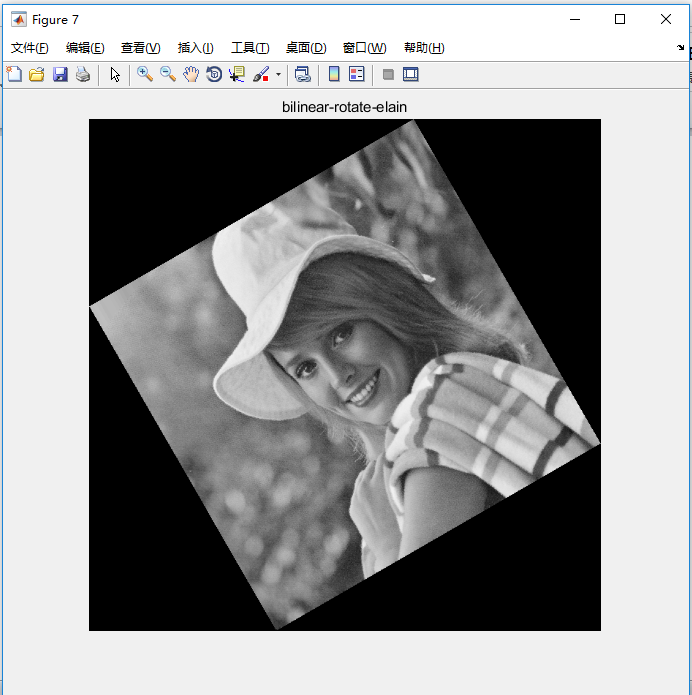 Figure 7
文件(F) 编辑(E) 查看(V) 插入(I) 工具(T) 桌面(D) 窗口(W) 帮助(H)
bilinear-rotate-elain